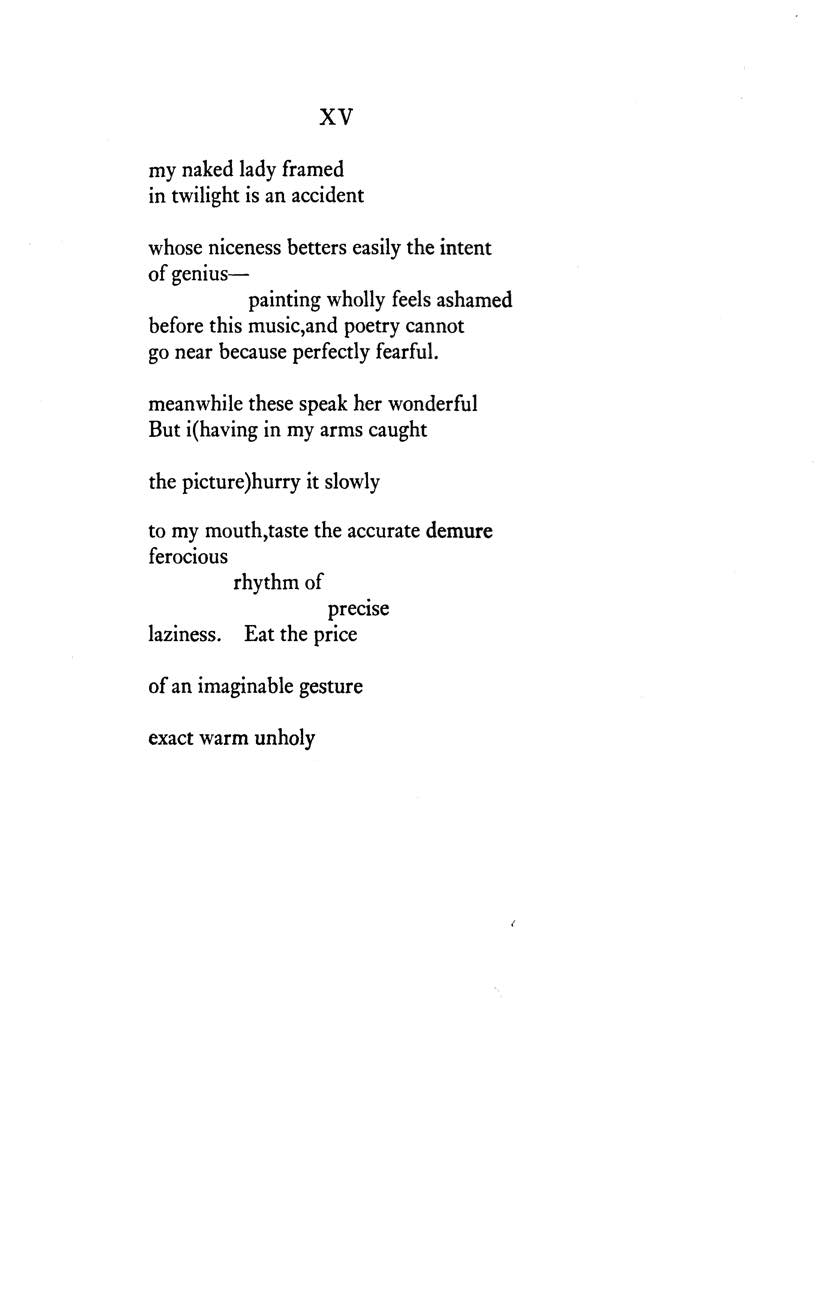 XV
my naked lady framed
in twilight is an accident
whose niceness betters easily the intent
of genius—
painting wholly feels ashamed
before this music,and poetry cannot
go near because perfectly fearful.
meanwhile these speak her wonderful
But i(having in my arms caught
the picture)hurry it slowly
to my mouth,taste the accurate demure
ferocious
rhythm of
precise
laziness. Eat the price
of an imaginable gesture
exact warm unholy